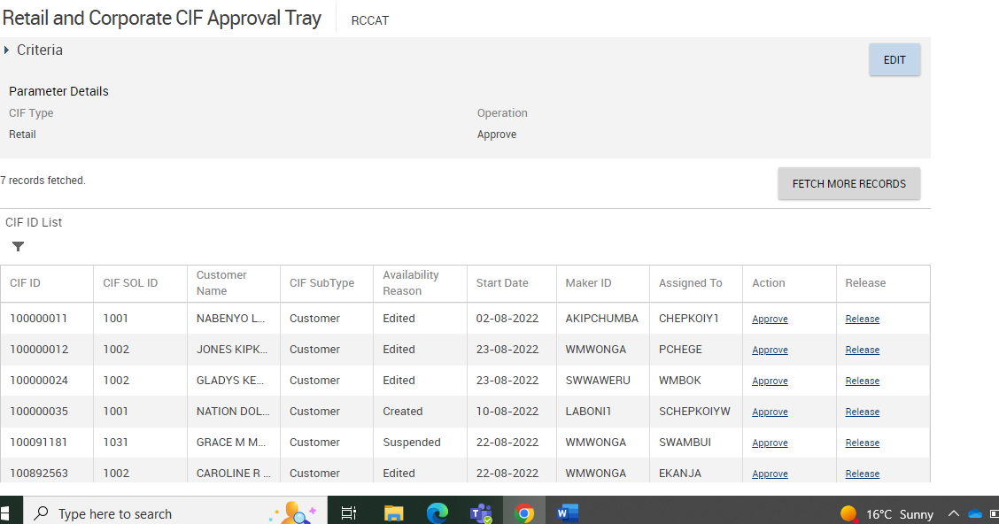 Retail and Corporate CIF Approval Tray RCCAT
Criteria
EDIT
Parameter Details
CIF Type Operation
Retail Approve
7 records fetched.
FETCH MORE RECORDS
CIF ID List
CIF ID CIF SOL ID Customer Name CIF SubType Availability Reason Start Date Maker ID Assigned To Action Release
100000011 1001 NABENYO L... Customer Edited 02-08-2022 AKIPCHUMBA CHEPKOIY1 Approve Release
100000012 1002 JONES KIPK... Customer Edited 23-08-2022 WMWONGA PCHEGE Approve Release
100000024 1002 GLADYS KE... Customer Edited 23-08-2022 SWWAWERU WMBOK Approve Release
100000035 1001 NATION DOL... Customer Created 10-08-2022 LABONI1 SCHEPKOIYW Approve Release
100091181 1031 GRACE M M... Customer Suspended 22-08-2022 WMWONGA SWAMBUI Approve Release
100892563 1002 CAROLINE R ... Customer Edited 22-08-2022 WMWONGA EKANJA Approve Release
Type here to search 16°C Sunny